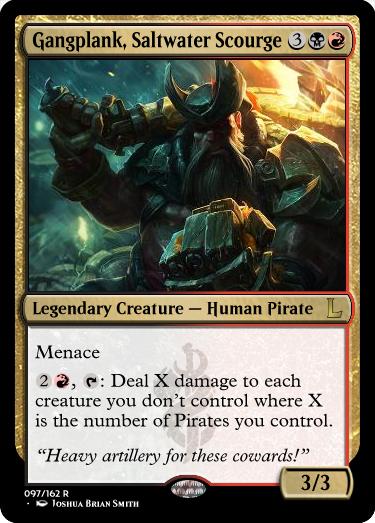 Gangplank, Saltwater Scourge 3
Legendary Creature — Human Pirate L
Menace
2 , : Deal X damage to each
creature you don't control where X
is the number of Pirates you control.
“Heavy artillery for these cowards!”
3/3
097/162 R
· Joshua Brian Smith